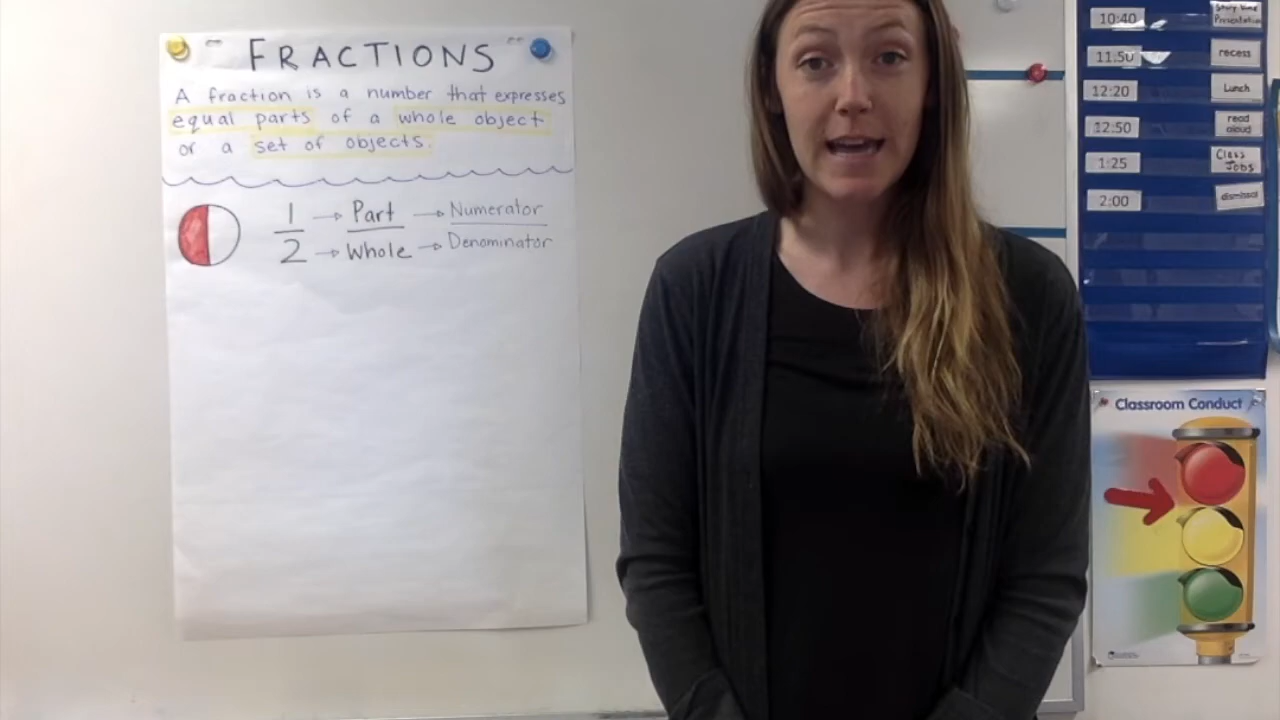 FRACTIONS
A fraction is a number that expresses
equal parts of a whole object
or a set of objects.
1 → Part → Numerator
2 → Whole → Denominator
10:40
11:50 recess
12:20 Lunch
12:50 read
aloud
1:25 Class
Jobs
2:00 dismissal
Classroom Conduct